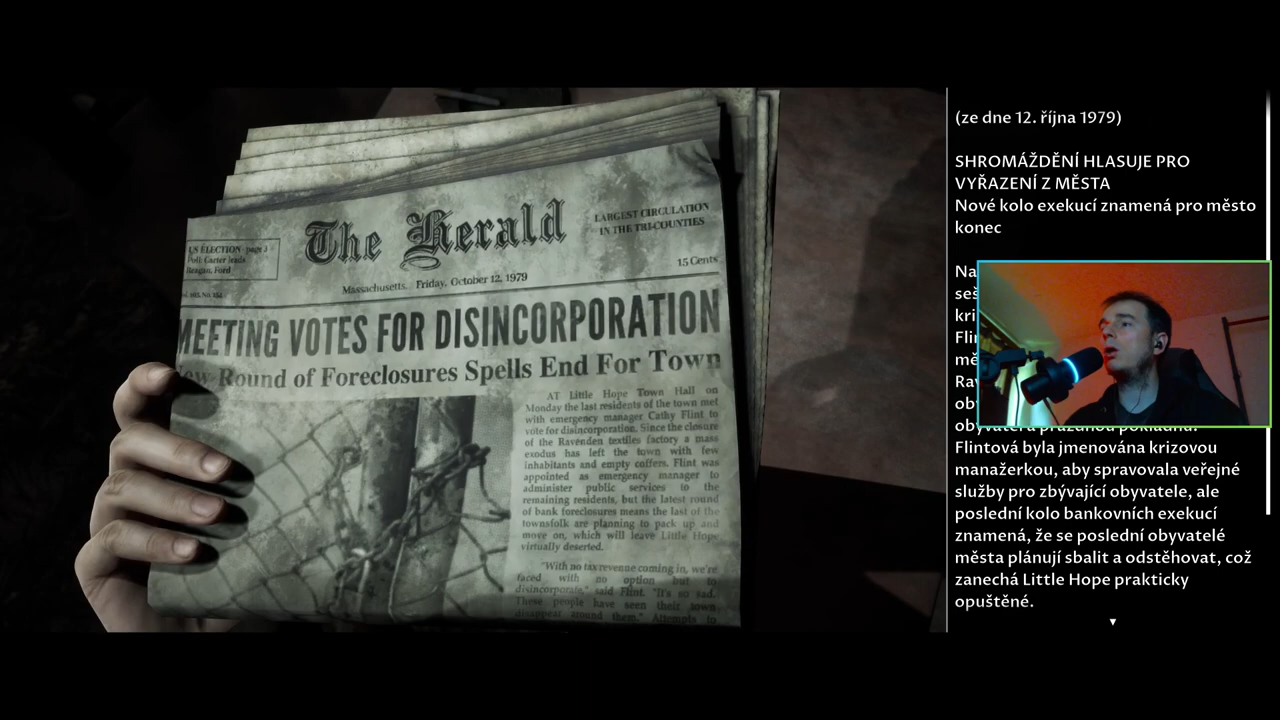 The Herald
LARGEST CIRCULATION
IN THE TRI-COUNTIES
US ELECTION - page 3
Poll: Carter leads
Reagan, Ford
15 Cents
Massachusetts, Friday, October 12, 1979
MEETING VOTES FOR DISINCORPORATION
Round of Foreclosures Spells End For Town
AT Little Hope Town Hall on
Monday the last residents of the town met
with emergency manager Cathy Flint to
vote for disincorporation. Since the closure
of the Ravenden textiles factory a mass
exodus has left the town with few
inhabitants and empty coffers. Flint was
appointed as emergency manager to
administer public services to the
remaining residents, but the latest round
of bank foreclosures means the last of the
townsfolk are planning to pack up and
move on, which will leave Little Hope
virtually deserted.
"With no tax revenue coming in, we're
faced with no option but to
disincorporate," said Flint. "It's so sad.
These people have seen their town
disappear around them." Attempts to
(ze dne 12. října 1979)
SHROMÁŽDĚNÍ HLASUJE PRO
VYŘAZENÍ Z MĚSTA
Nové kolo exekucí znamená pro město
konec
Na
Flintová byla jmenována krizovou
manažerkou, aby spravovala veřejné
služby pro zbývající obyvatele, ale
poslední kolo bankovních exekucí
znamená, že se poslední obyvatelé
města plánují sbalit a odstěhovat, což
zanechá Little Hope prakticky
opuštěné.